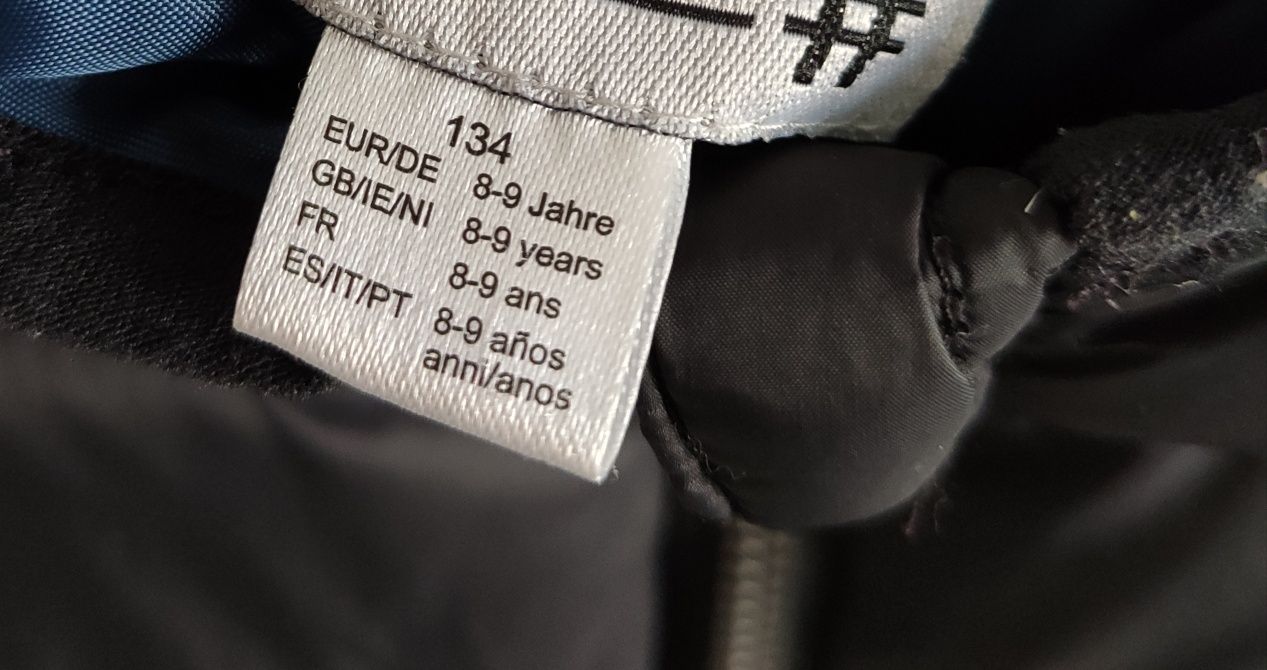 #
134
EUR/DE 8-9 Jahre
GB/IE/NI 8-9 years
FR 8-9 ans
ES/IT/PT 8-9 años
anni/anos